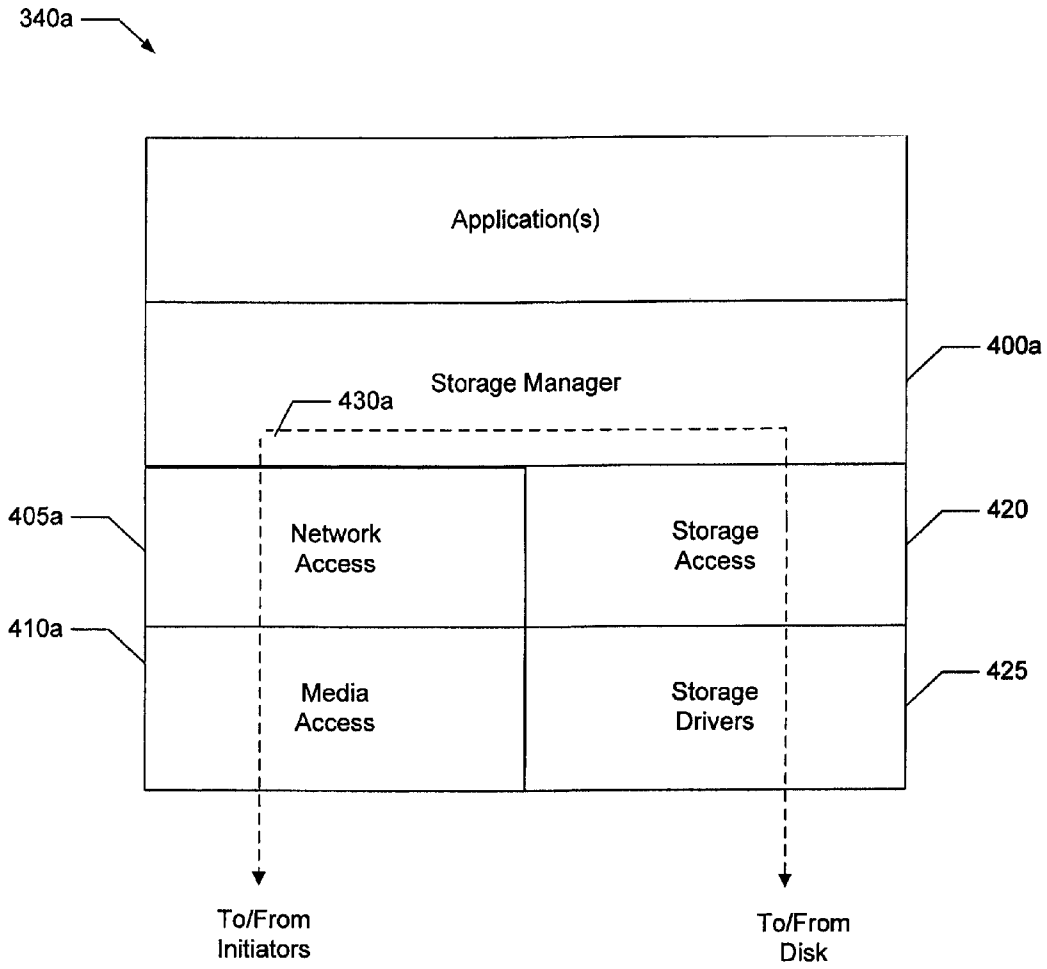 340a
Application(s)
400a
Storage Manager
430a
405a
Network
Access
Storage
Access
420
410a
Media
Access
Storage
Drivers
425
To/From
Initiators
To/From
Disk